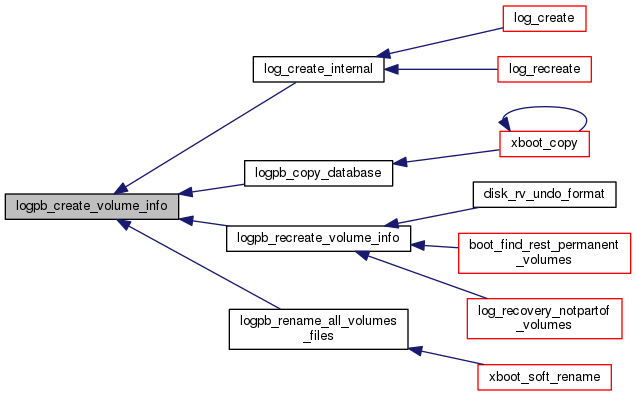 log_create
log_create_internal
log_recreate
xboot_copy
logpb_copy_database
disk_rv_undo_format
logpb_create_volume_info
logpb_recreate_volume_info
boot_find_rest_permanent
_volumes
log_recovery_notpartof
_volumes
logpb_rename_all_volumes
_files
xboot_soft_rename